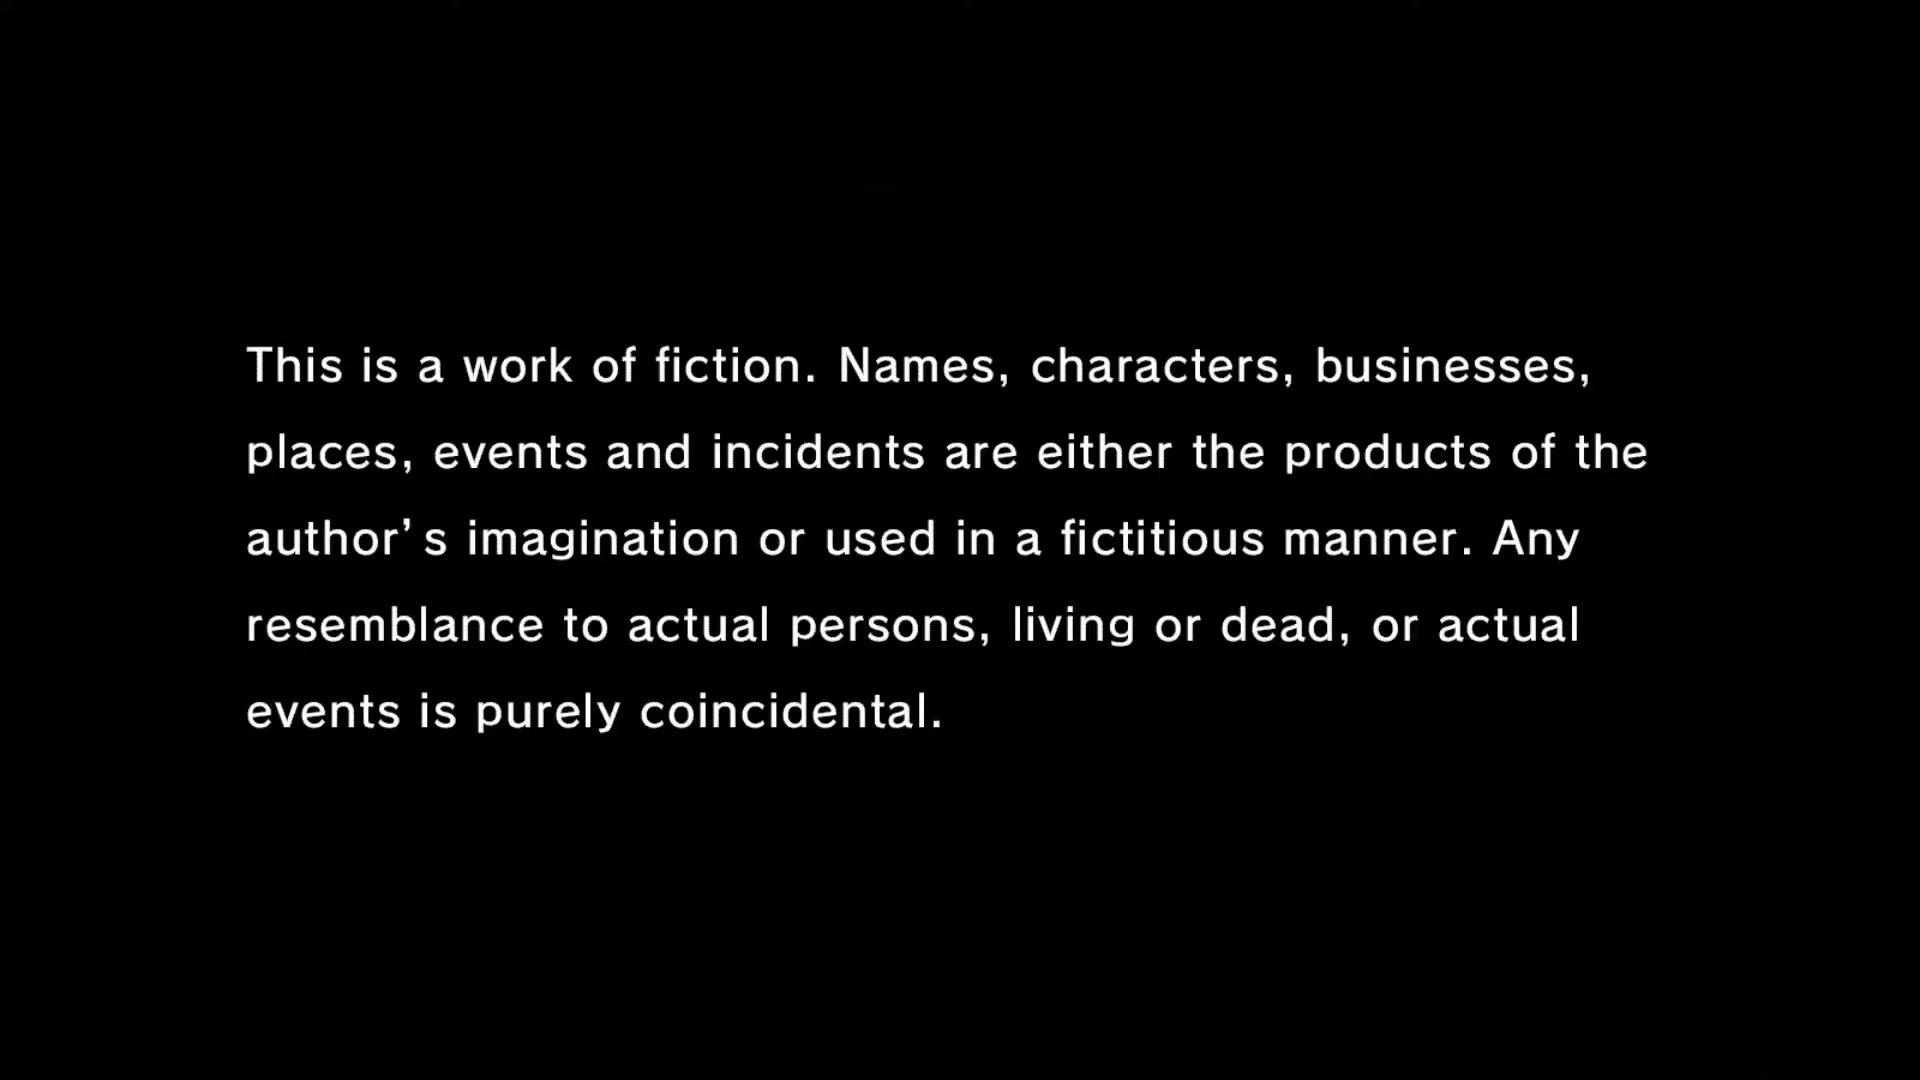 This is a work of fiction. Names, characters, businesses,
places, events and incidents are either the products of the
author’s imagination or used in a fictitious manner. Any
resemblance to actual persons, living or dead, or actual
events is purely coincidental.